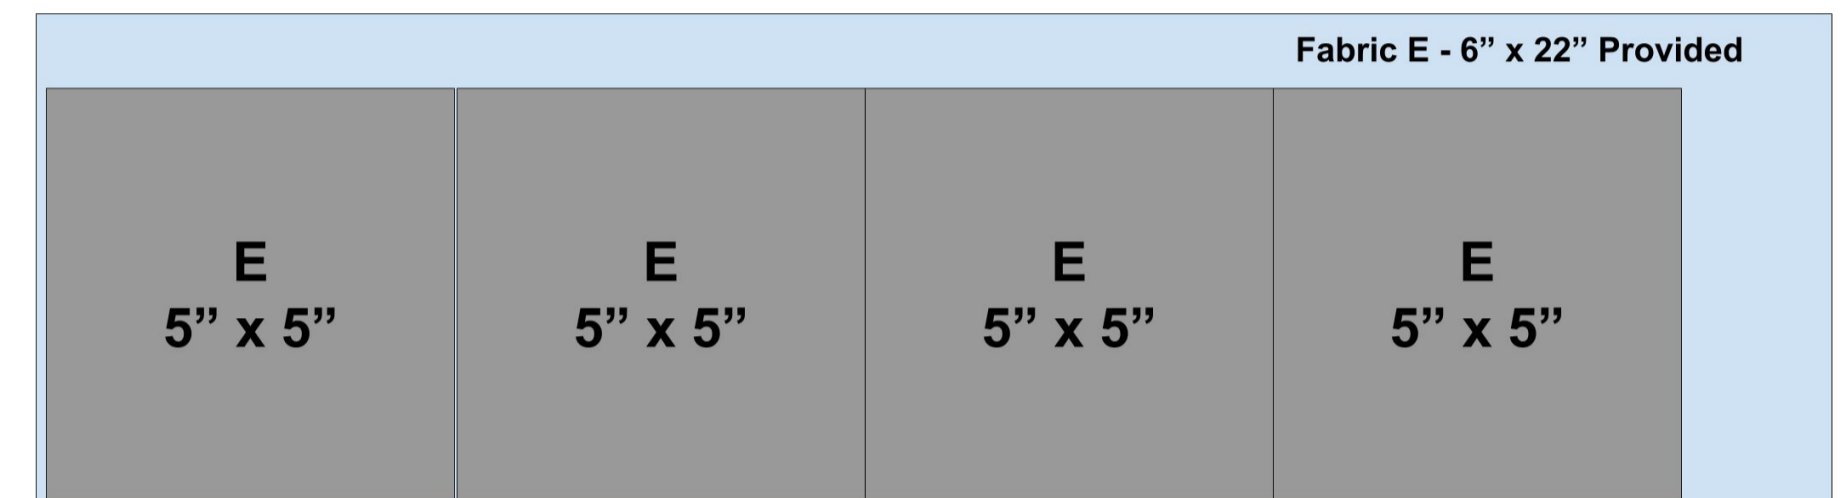 Fabric E - 6” x 22” Provided
E
5” x 5”
E
5” x 5”
E
5” x 5”
E
5” x 5”